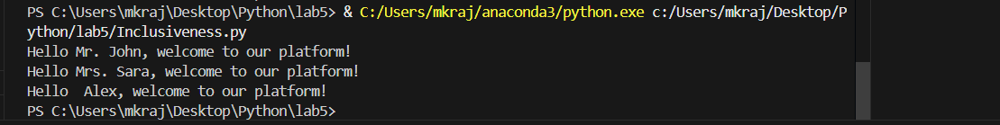 PS C:\Users\mkraj\Desktop\Python\lab5> & C:/Users/mkraj/anaconda3/python.exe c:/Users/mkraj/Desktop/P
ython/lab5/Inclusiveness.py
Hello Mr. John, welcome to our platform!
Hello Mrs. Sara, welcome to our platform!
Hello  Alex, welcome to our platform!
PS C:\Users\mkraj\Desktop\Python\lab5>